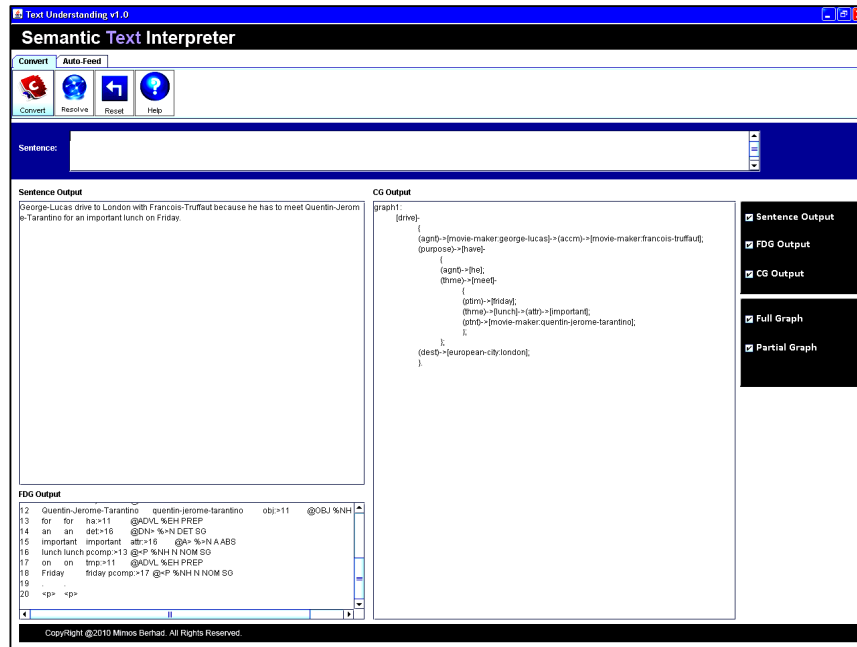 Text Understanding v1.0
Semantic Text Interpreter
Convert Auto-Feed
Convert Resolve Reset Help
Sentence:
Sentence Output
George-Lucas drive to London with Francois-Truffaut because he has to meet Quentin-Jerom
e-Tarantino for an important lunch on Friday.
CG Output
graph1:
[drive]-
{
(agnt)->[movie-maker:george-lucas]->(accm)->[movie-maker:francois-truffaut];
(purpose)->[have]-
{
(agnt)->[he];
(thme)->[meet]-
{
(ptim)->[friday];
(thme)->[lunch]->(attr)->[important];
(ptnt)->[movie-maker:quentin-jerome-tarantino];
};
};
(dest)->[european-city:london];
}.
Sentence Output
FDG Output
CG Output
Full Graph
Partial Graph
FDG Output
12 Quentin-Jerome-Tarantino quentin-jerome-tarantino obj:>11 @OBJ %NH
13 for for ha:>11 @ADVL %EH PREP
14 an an det:>16 @DN> %>N DET SG
15 important important attr:>16 @A> %>N A ABS
16 lunch lunch pcomp:>13 @<P %NH N NOM SG
17 on on tmp:>11 @ADVL %EH PREP
18 Friday friday pcomp:>17 @<P %NH N NOM SG
19 . .
20 <p> <p>
CopyRight @2010 Mimos Berhad. All Rights Reserved.